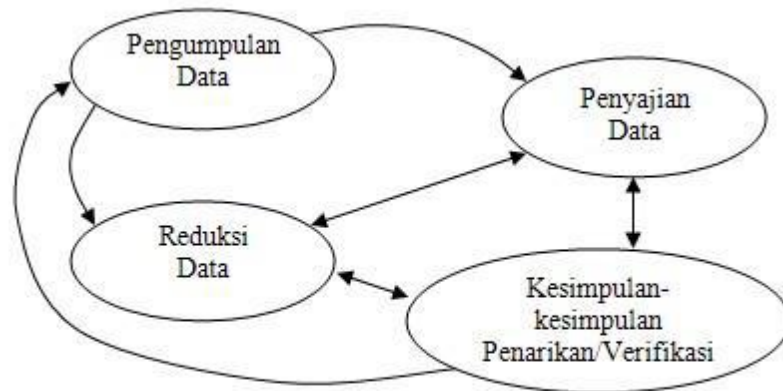 Pengumpulan
Data
Penyajian
Data
Reduksi
Data
Kesimpulan-
kesimpulan
Penarikan/Verifikasi